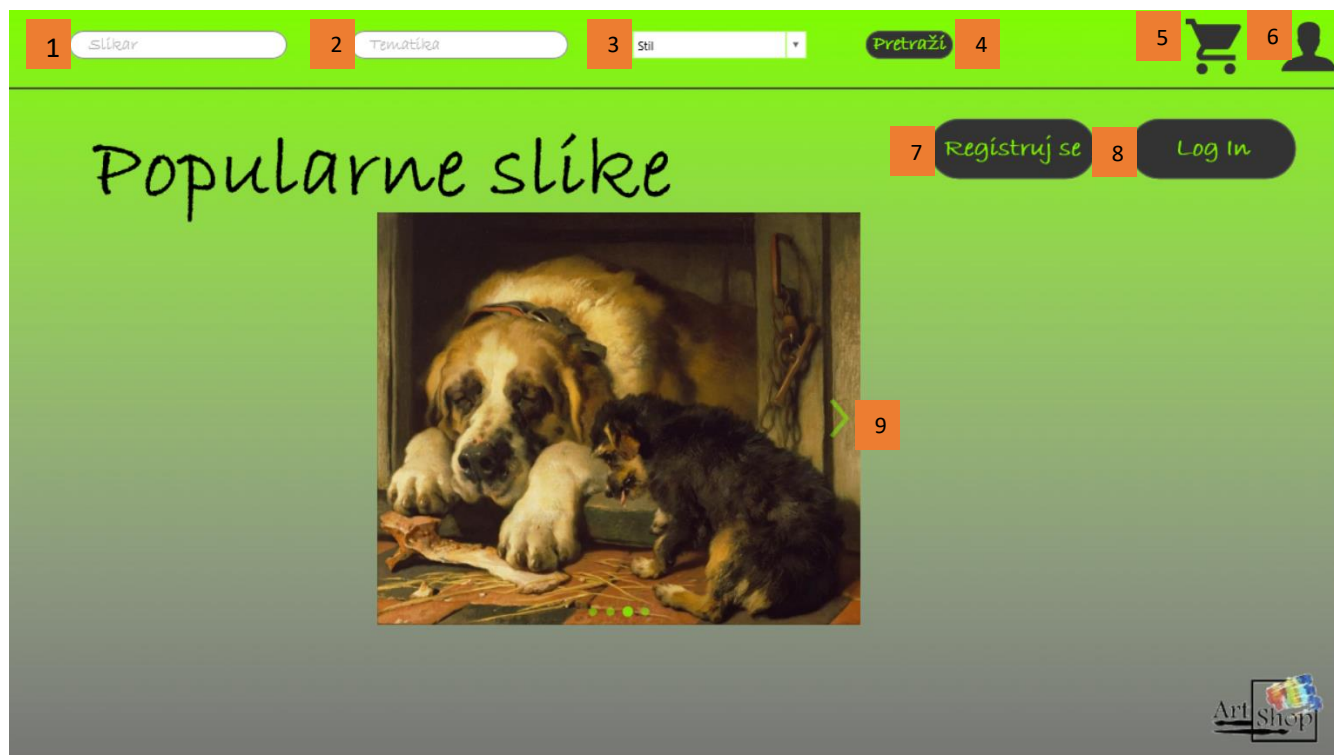 1 Slikar 2 Tematika 3 Stil Pretraži 4 5 6
Popularne slike
7 Registruj se 8 Log In
9
Art
Shop